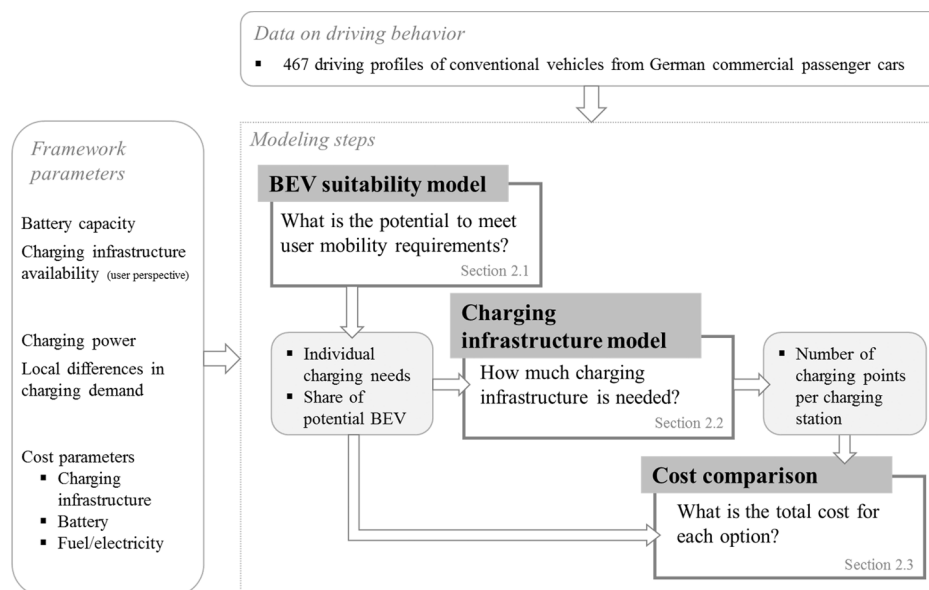 Data on driving behavior
▪ 467 driving profiles of conventional vehicles from German commercial passenger cars
Framework
parameters
Battery capacity
Charging infrastructure
availability (user perspective)
Charging power
Local differences in
charging demand
Cost parameters
▪ Charging
infrastructure
▪ Battery
▪ Fuel/electricity
Modeling steps
BEV suitability model
What is the potential to meet
user mobility requirements?
Section 2.1
▪ Individual
charging needs
▪ Share of
potential BEV
Charging
infrastructure model
How much charging
infrastructure is needed?
Section 2.2
▪ Number of
charging points
per charging
station
Cost comparison
What is the total cost for
each option?
Section 2.3